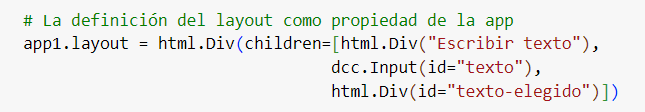 # La definición del layout como propiedad de la app
app1.layout = html.Div(children=[html.Div("Escribir texto"),
dcc.Input(id="texto"),
html.Div(id="texto-elegido")])